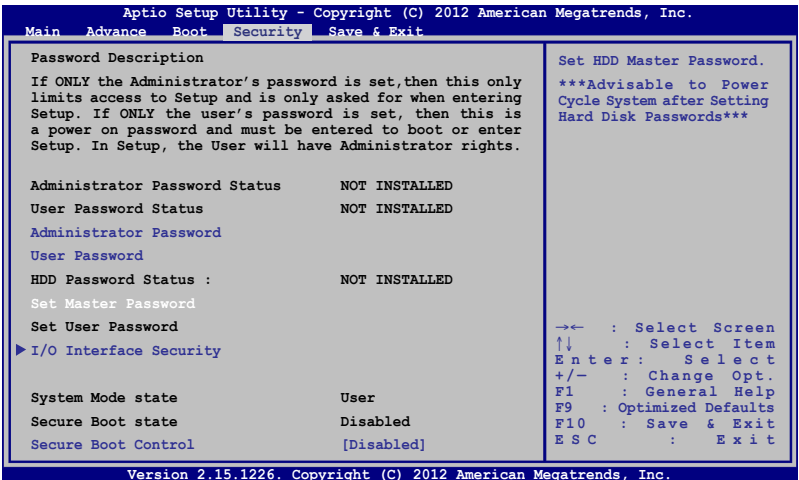 Aptio Setup Utility - Copyright (C) 2012 American Megatrends, Inc.
Main Advance Boot Security Save & Exit
Password Description
If ONLY the Administrator's password is set,then this only
limits access to Setup and is only asked for when entering
Setup. If ONLY the user's password is set, then this is
a power on password and must be entered to boot or enter
Setup. In Setup, the User will have Administrator rights.
Administrator Password Status NOT INSTALLED
User Password Status NOT INSTALLED
Administrator Password
User Password
HDD Password Status : NOT INSTALLED
Set Master Password
Set User Password
I/O Interface Security
System Mode state User
Secure Boot state Disabled
Secure Boot Control [Disabled]
Set HDD Master Password.
***Advisable to Power
Cycle System after Setting
Hard Disk Passwords***
→← : Select Screen
↑↓ : Select Item
Enter: Select
+/— : Change Opt.
F1 : General Help
F9 : Optimized Defaults
F10 : Save & Exit
ESC : Exit
Version 2.15.1226. Copyright (C) 2012 American Megatrends, Inc.